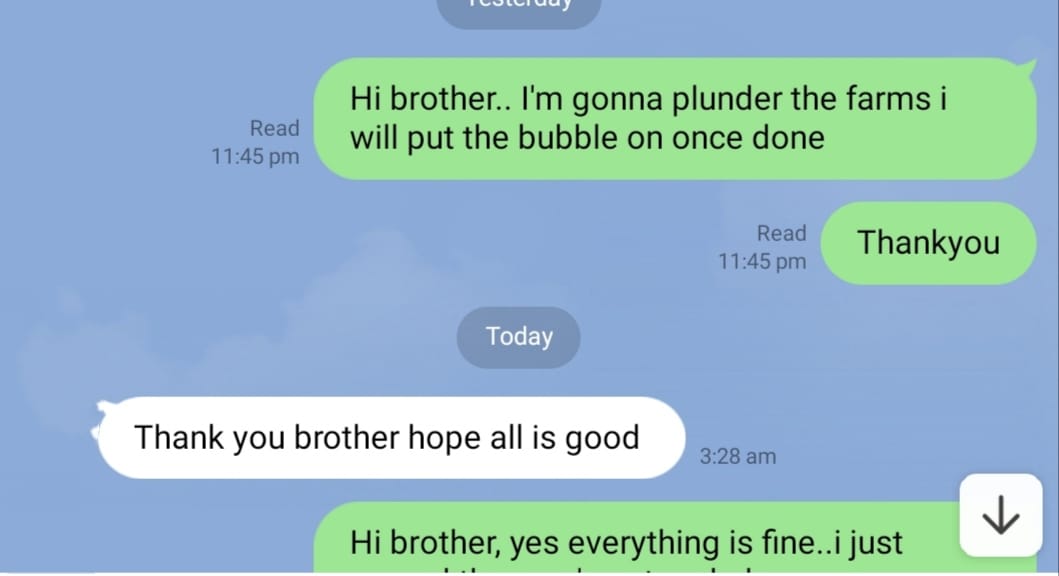 Yesterday
Hi brother.. I'm gonna plunder the farms i
will put the bubble on once done
Read
11:45 pm
Thankyou
Read
11:45 pm
Today
Thank you brother hope all is good
3:28 am
Hi brother, yes everything is fine..i just